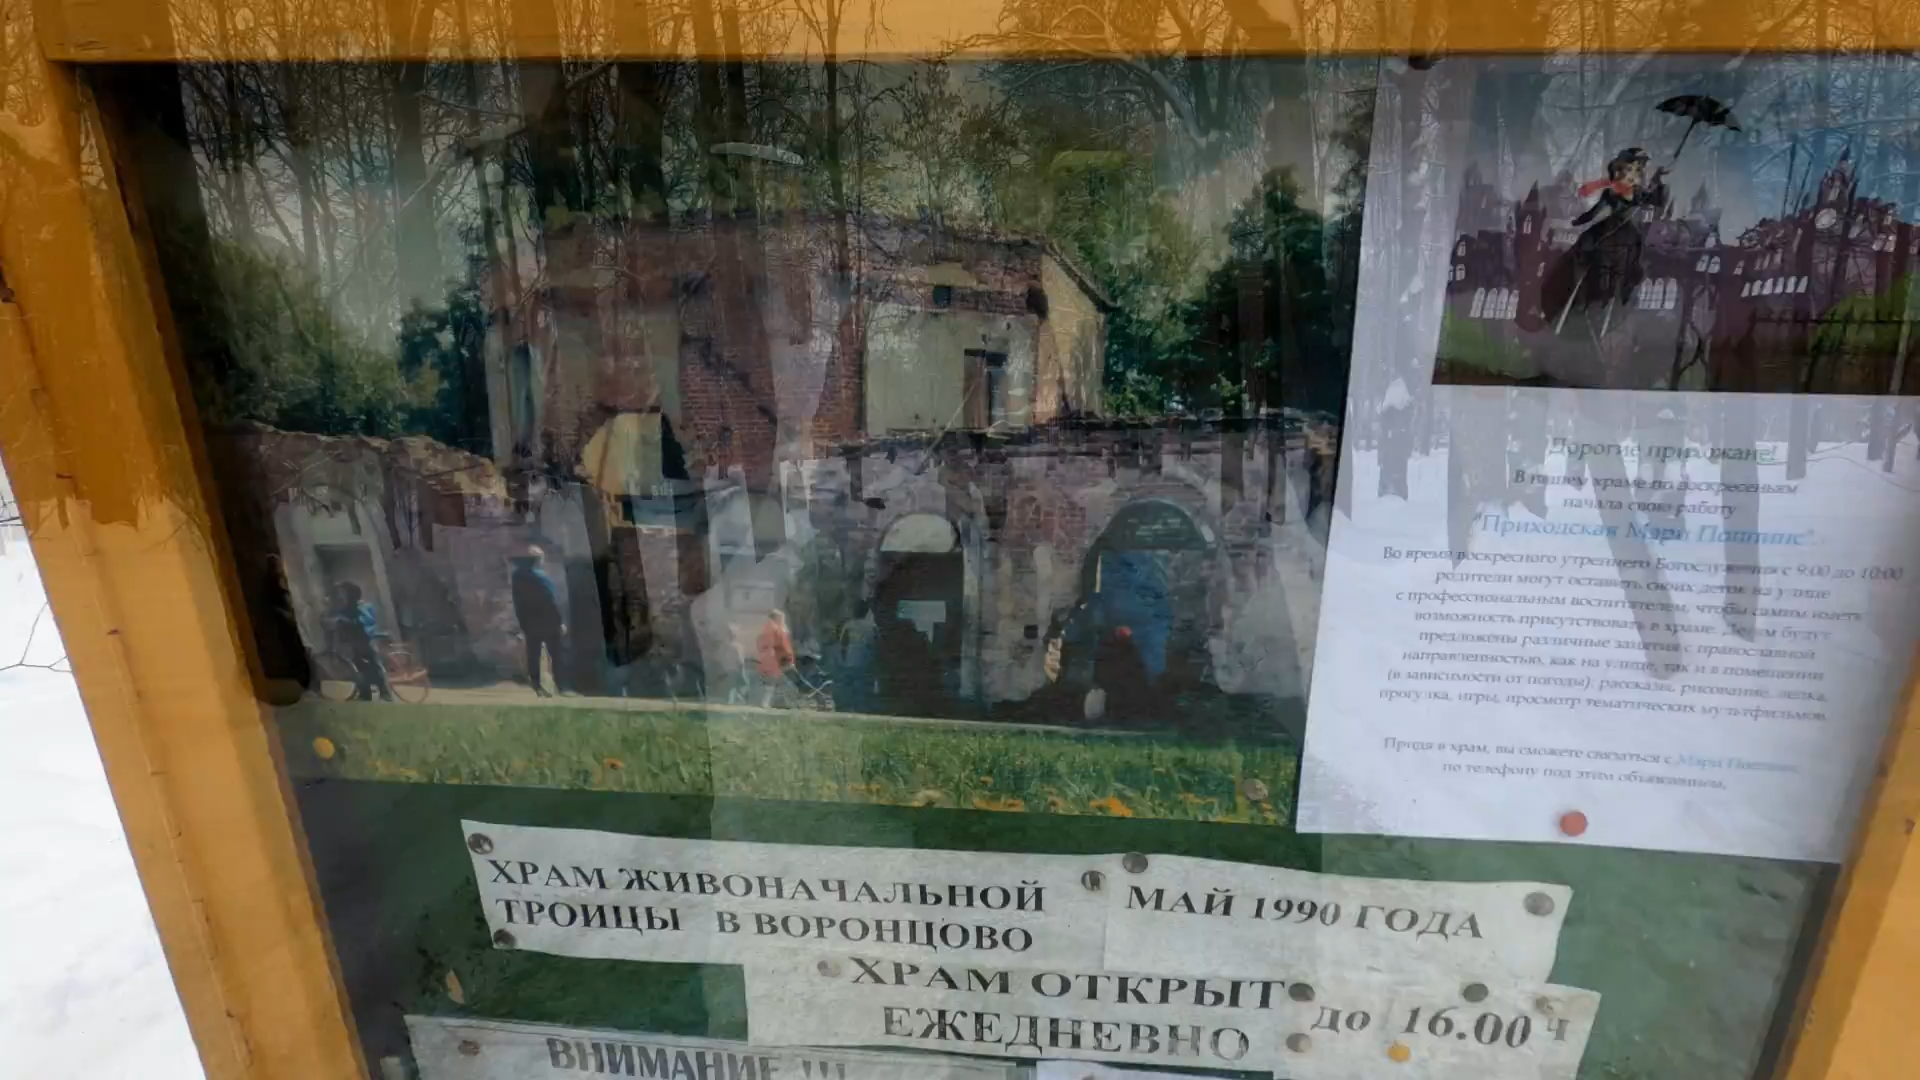 Дорогие прихожане!
В нашем храме по воскресеньям
начала свою работу
"Приходская Мэри Поппинс".
Во время воскресного утреннего Богослужения с 9:00 до 10:00
родители могут оставить своих детей на улице
с профессиональным воспитателем, чтобы самим иметь
возможность присутствовать в храме. Детям будут
предложены различные занятия с православной
направленностью, как на улице, так и в помещении
(в зависимости от погоды): рассказы, рисование, лепка,
прогулка, игры, просмотр тематических мультфильмов.
Придя в храм, вы сможете связаться с Мэри Поппинс
по телефону под этим объявлением.
ХРАМ ЖИВОНАЧАЛЬНОЙ
ТРОИЦЫ В ВОРОНЦОВО
МАЙ 1990 ГОДА
ХРАМ ОТКРЫТ
ЕЖЕДНЕВНО
до 16.00 ч
ВНИМАНИЕ !!!